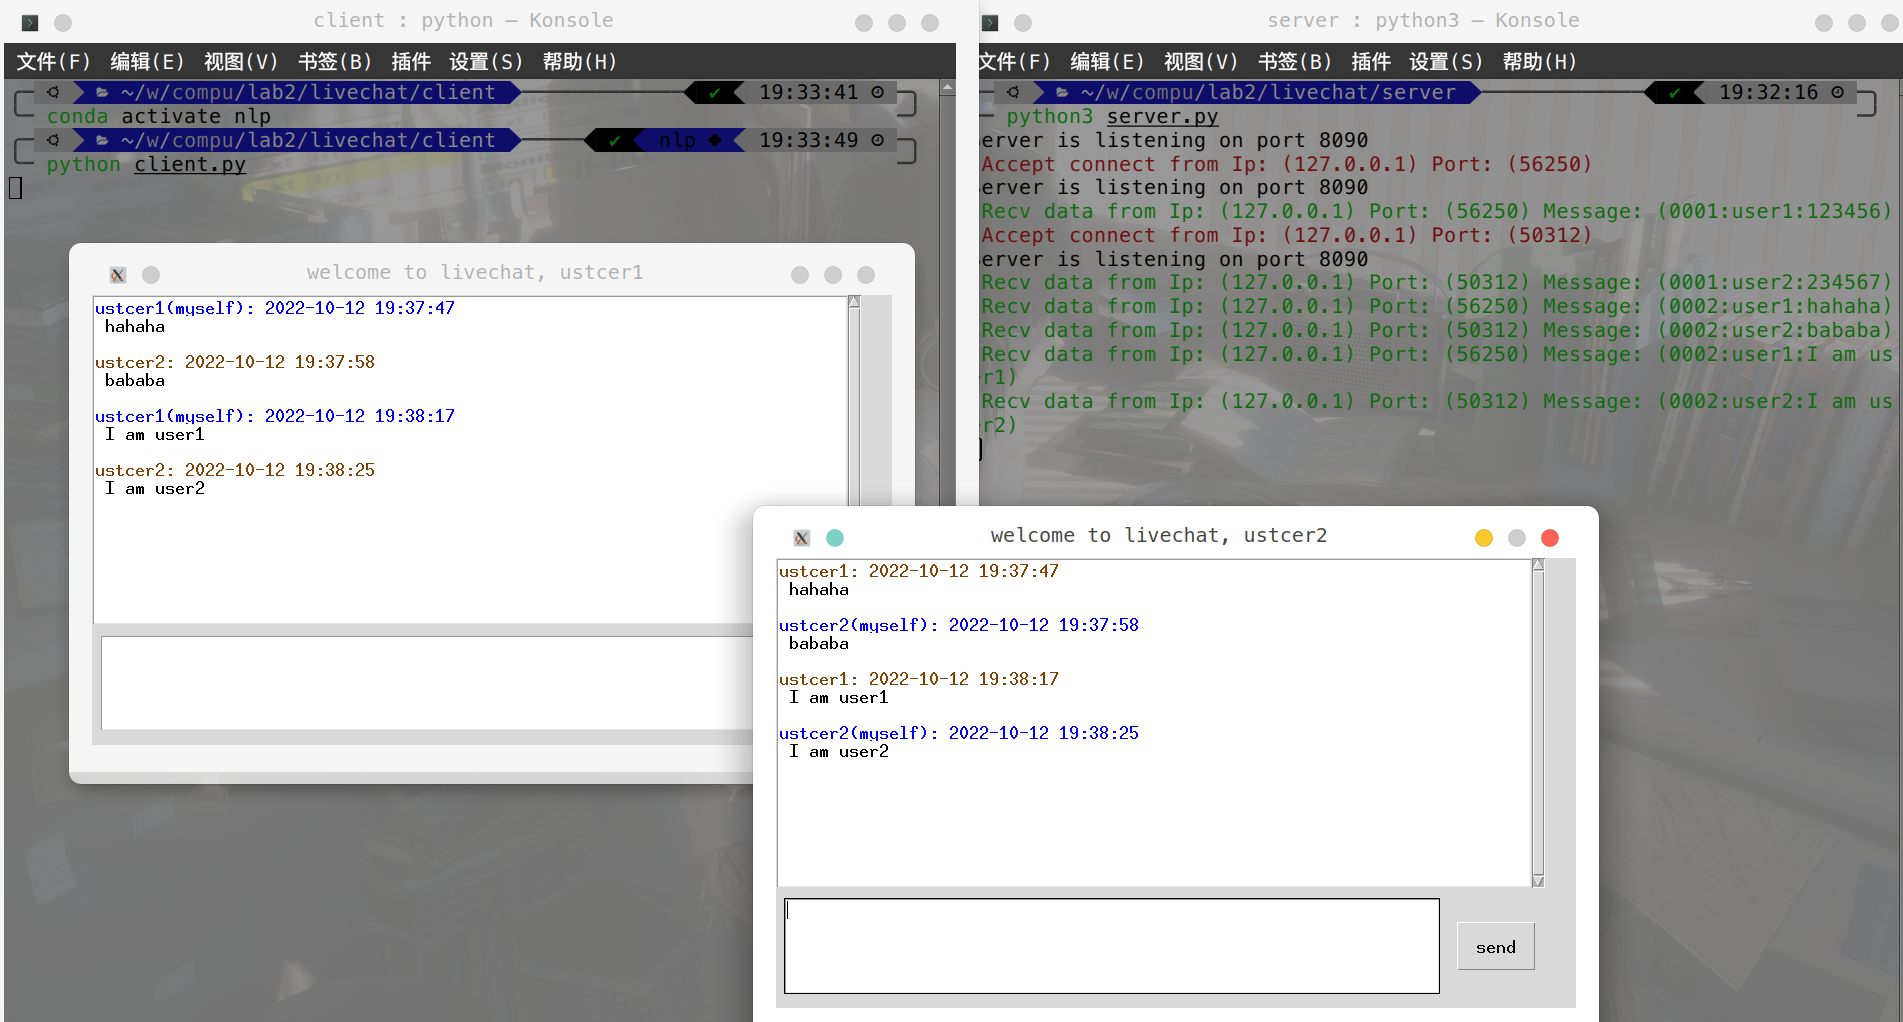 client : python — Konsole
文件(F) 编辑(E) 视图(V) 书签(B) 插件 设置(S) 帮助(H)
~/w/compu/lab2/livechat/client ✔ 19:33:41
conda activate nlp
~/w/compu/lab2/livechat/client ✔ nlp 19:33:49
python client.py
welcome to livechat, ustcer1
ustcer1(myself): 2022-10-12 19:37:47
hahaha
ustcer2: 2022-10-12 19:37:58
bababa
ustcer1(myself): 2022-10-12 19:38:17
I am user1
ustcer2: 2022-10-12 19:38:25
I am user2
server : python3 — Konsole
文件(F) 编辑(E) 视图(V) 书签(B) 插件 设置(S) 帮助(H)
~/w/compu/lab2/livechat/server ✔ 19:32:16
python3 server.py
erver is listening on port 8090
Accept connect from Ip: (127.0.0.1) Port: (56250)
erver is listening on port 8090
Recv data from Ip: (127.0.0.1) Port: (56250) Message: (0001:user1:123456)
Accept connect from Ip: (127.0.0.1) Port: (50312)
erver is listening on port 8090
Recv data from Ip: (127.0.0.1) Port: (50312) Message: (0001:user2:234567)
Recv data from Ip: (127.0.0.1) Port: (56250) Message: (0002:user1:hahaha)
Recv data from Ip: (127.0.0.1) Port: (50312) Message: (0002:user2:bababa)
Recv data from Ip: (127.0.0.1) Port: (56250) Message: (0002:user1:I am us
r1)
Recv data from Ip: (127.0.0.1) Port: (50312) Message: (0002:user2:I am us
r2)
welcome to livechat, ustcer2
ustcer1: 2022-10-12 19:37:47
hahaha
ustcer2(myself): 2022-10-12 19:37:58
bababa
ustcer1: 2022-10-12 19:38:17
I am user1
ustcer2(myself): 2022-10-12 19:38:25
I am user2
send